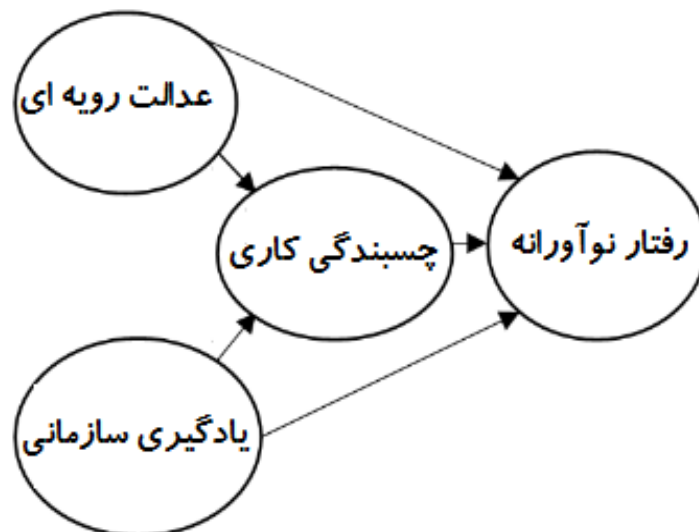 عدالت رویه ای
چسبندگی کاری
رفتار نوآورانه
یادگیری سازمانی